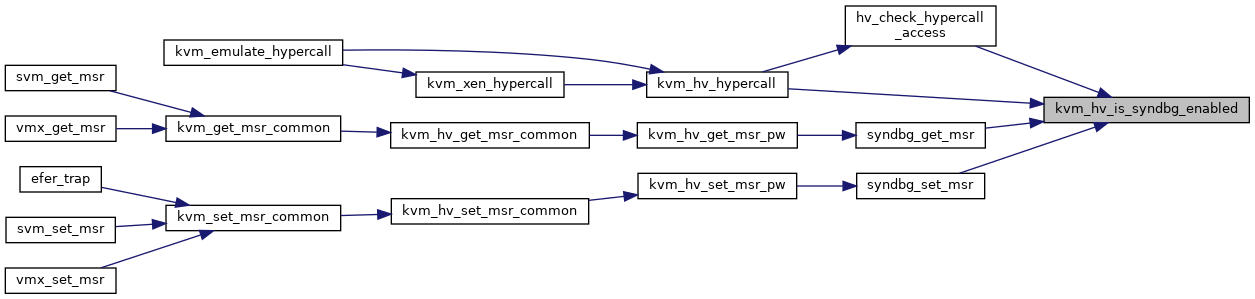 hv_check_hypercall
_access
kvm_emulate_hypercall
svm_get_msr
kvm_xen_hypercall
kvm_hv_hypercall
kvm_hv_is_syndbg_enabled
vmx_get_msr
kvm_get_msr_common
kvm_hv_get_msr_common
kvm_hv_get_msr_pw
syndbg_get_msr
efer_trap
kvm_hv_set_msr_pw
syndbg_set_msr
kvm_set_msr_common
kvm_hv_set_msr_common
svm_set_msr
vmx_set_msr